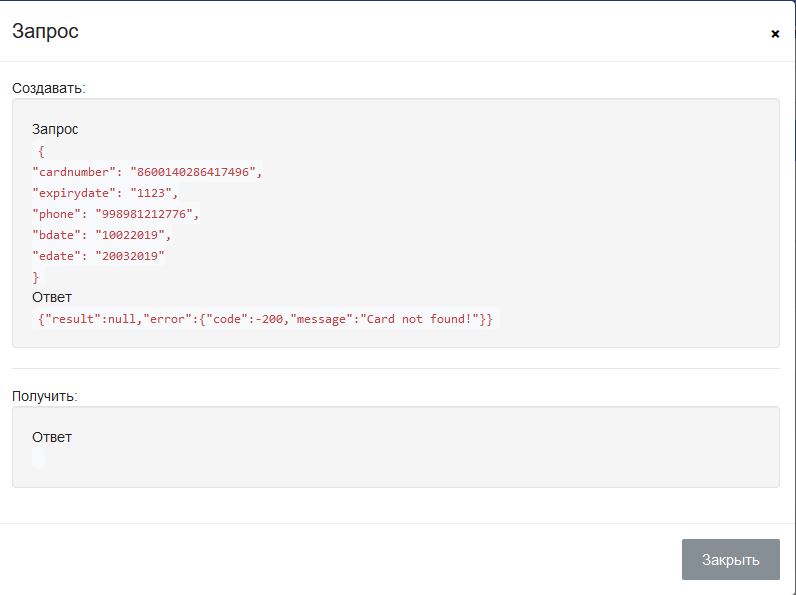 Запрос
×
Создавать:
Запрос
{
"cardnumber": "8600140286417496",
"expirydate": "1123",
"phone": "998981212776",
"bdate": "10022019",
"edate": "20032019"
}
Ответ
{"result":null,"error":{"code":-200,"message":"Card not found!"}}
Получить:
Ответ
Закрыть